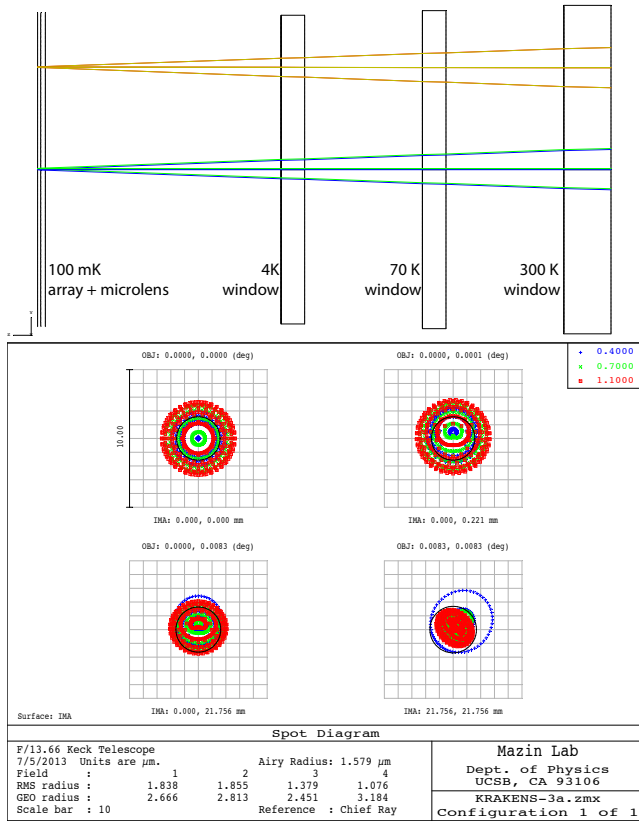 100 mK
array + microlens
4K
window
70 K
window
300 K
window
Y
Z
0.4000
0.7000
1.1000
OBJ: 0.0000, 0.0000 (deg)
OBJ: 0.0000, 0.0001 (deg)
10.00
IMA: 0.000, 0.000 mm
IMA: 0.000, 0.221 mm
OBJ: 0.0000, 0.0083 (deg)
OBJ: 0.0083, 0.0083 (deg)
IMA: 0.000, 21.756 mm
IMA: 21.756, 21.756 mm
Surface: IMA
Spot Diagram
F/13.66 Keck Telescope
7/5/2013 Units are µm. Airy Radius: 1.579 µm
Field : 1 2 3 4
RMS radius : 1.838 1.855 1.379 1.076
GEO radius : 2.666 2.813 2.451 3.184
Scale bar : 10 Reference : Chief Ray
Mazin Lab
Dept. of Physics
UCSB, CA 93106
KRAKENS-3a.zmx
Configuration 1 of 1